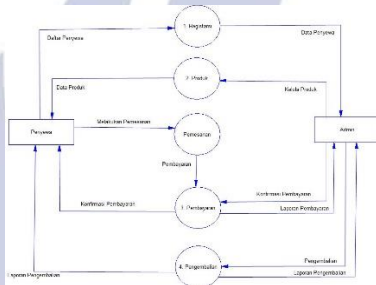 1. Registrasi
Daftar Penyewa
Data Penyewa
2. Produk
Data Produk
Kelola Produk
Penyewa
Melakukan Pemesanan
Pemesanan
Admin
Pembayaran
Konfirmasi Pembayaran
3. Pembayaran
Konfirmasi Pembayaran
Laporan Pembayaran
Pengembalian
4. Pengembalian
Laporan Pengembalian
Laporan Pengembalian